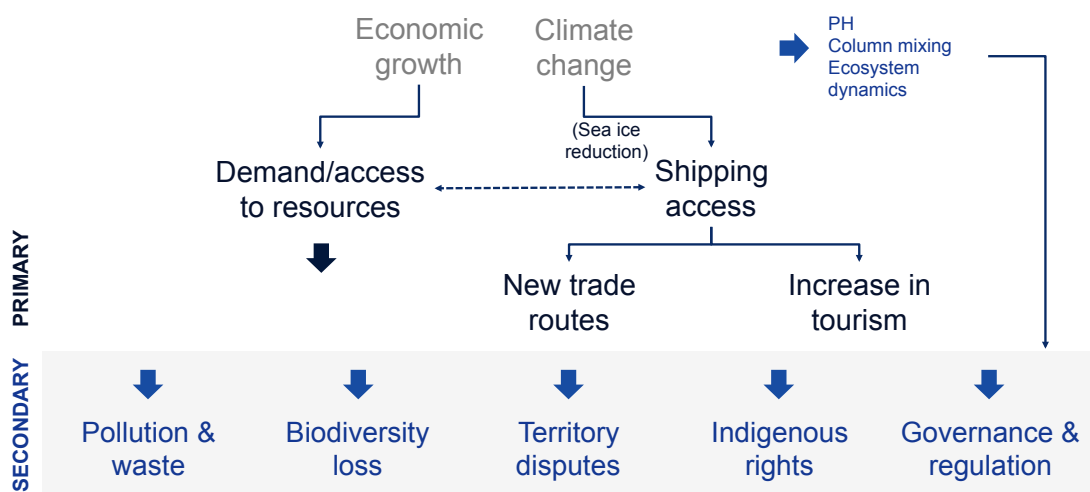 Economic
growth
Climate
change
PH
Column mixing
Ecosystem
dynamics
(Sea ice
reduction)
Demand/access
to resources
Shipping
access
PRIMARY
New trade
routes
Increase in
tourism
SECONDARY
Pollution &
waste
Biodiversity
loss
Territory
disputes
Indigenous
rights
Governance &
regulation